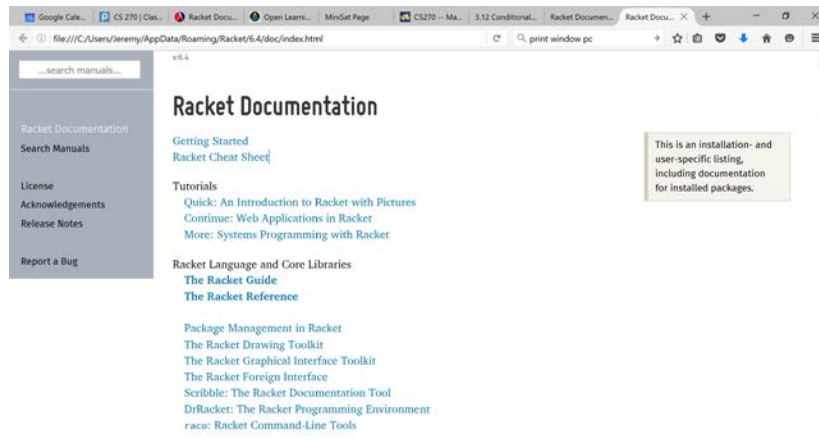 Google Cale...
CS 270 | Clas...
Racket Docu...
Open Learni...
MiniSat Page
CS270 -- Ma...
3.12 Conditional...
Racket Documen...
Racket Docu...
file:///C:/Users/Jeremy/AppData/Roaming/Racket/6.4/doc/index.html
print window pc
...search manuals...
Racket Documentation
Search Manuals
License
Acknowledgements
Release Notes
Report a Bug
v.6.4
Racket Documentation
Getting Started
Racket Cheat Sheet
Tutorials
Quick: An Introduction to Racket with Pictures
Continue: Web Applications in Racket
More: Systems Programming with Racket
Racket Language and Core Libraries
The Racket Guide
The Racket Reference
Package Management in Racket
The Racket Drawing Toolkit
The Racket Graphical Interface Toolkit
The Racket Foreign Interface
Scribble: The Racket Documentation Tool
DrRacket: The Racket Programming Environment
raco: Racket Command-Line Tools
This is an installation- and
user-specific listing,
including documentation
for installed packages.